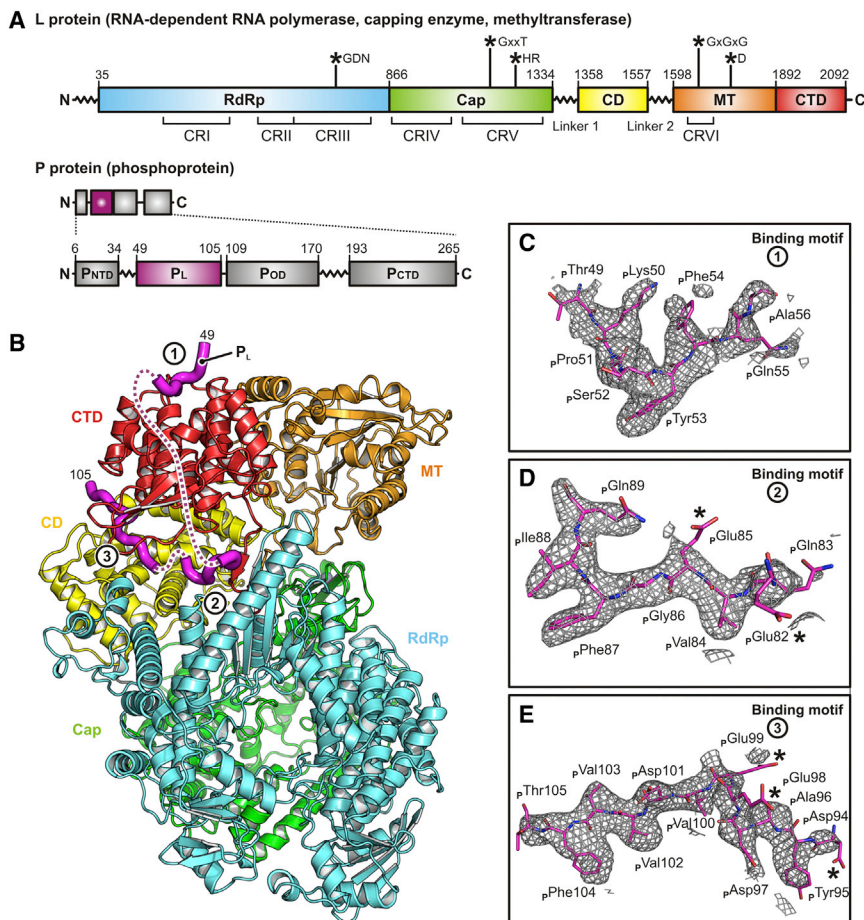 A
L protein (RNA-dependent RNA polymerase, capping enzyme, methyltransferase)
*GDN *GxxT *HR *GxGxG *D
35 866 1334 1358 1557 1598 1892 2092
N RdRp Cap CD MT CTD C
CRI CRII CRIII CRIV CRV Linker 1 Linker 2 CRVI
P protein (phosphoprotein)
N C
6 34 49 105 109 170 193 265
N PNTD PL POD PCTD C
B
49
1
PL
CTD
MT
105
CD
3
2
RdRp
Cap
C
Binding motif
1
PThr49 PLys50 PPhe54
PAla56
PPro51
PGln55
PSer52
PTyr53
D
Binding motif
2
PGln89
*
PGlu85
PIle88
PGln83
PGly86
PGlu82
PVal84
*
PPhe87
E
Binding motif
3
PGlu99
*
PVal103
PAsp101
PGlu98
PThr105
*
PAla96
PAsp94
PVal100
PVal102
*
PPhe104
PAsp97
PTyr95